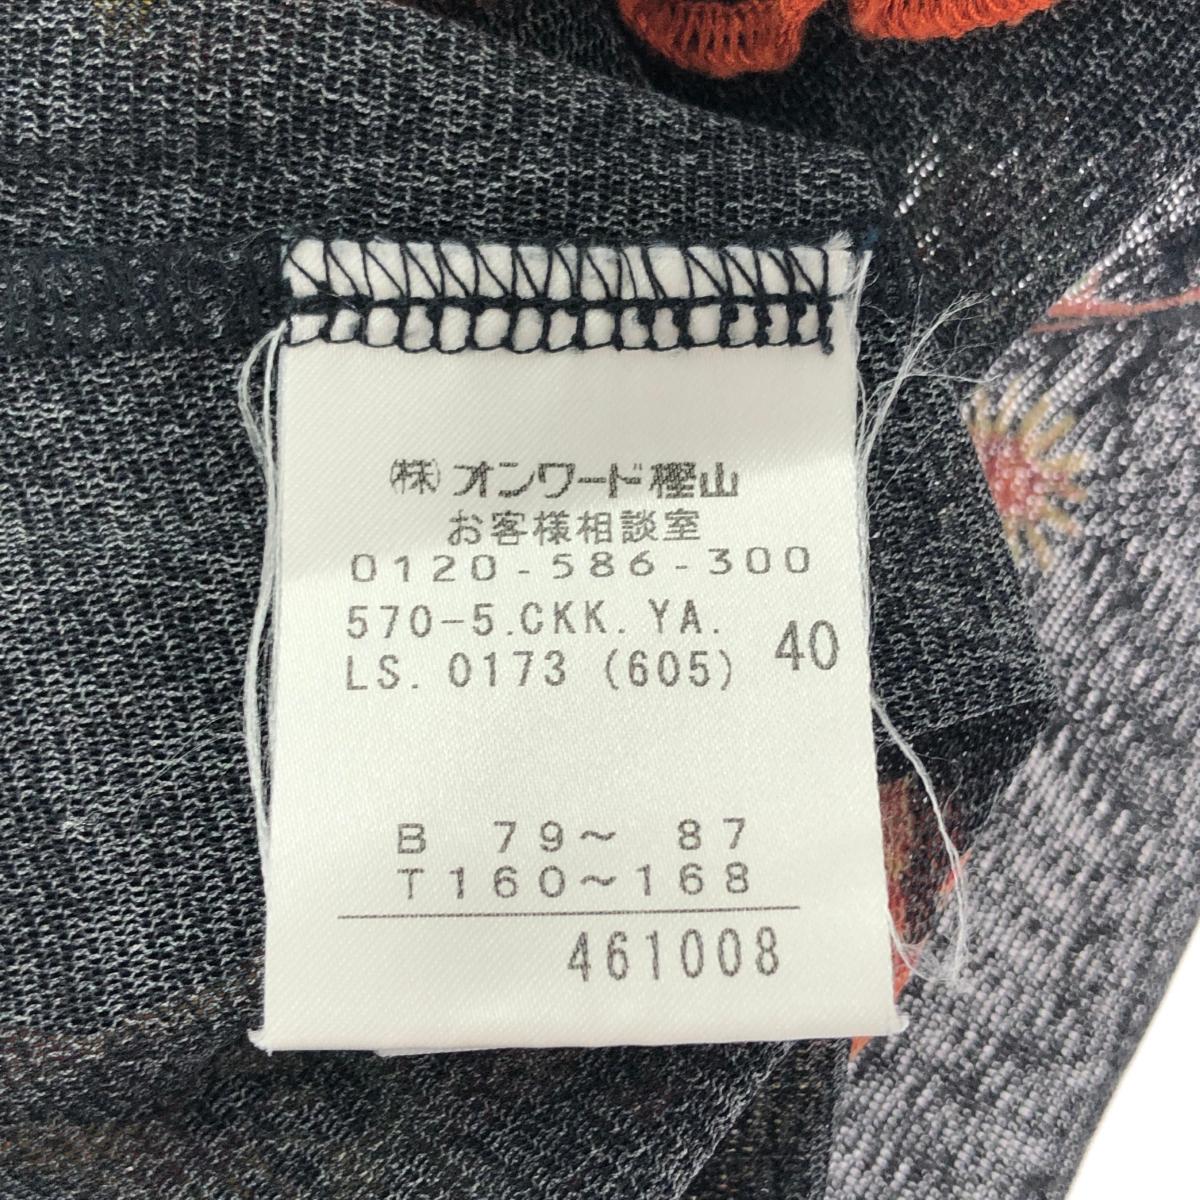 ㈱オンワード樫山
お客様相談室
0120-586-300
570-5.CKK.YA.
LS. 0173 (605) 40
B 79～ 87
T160～168
461008